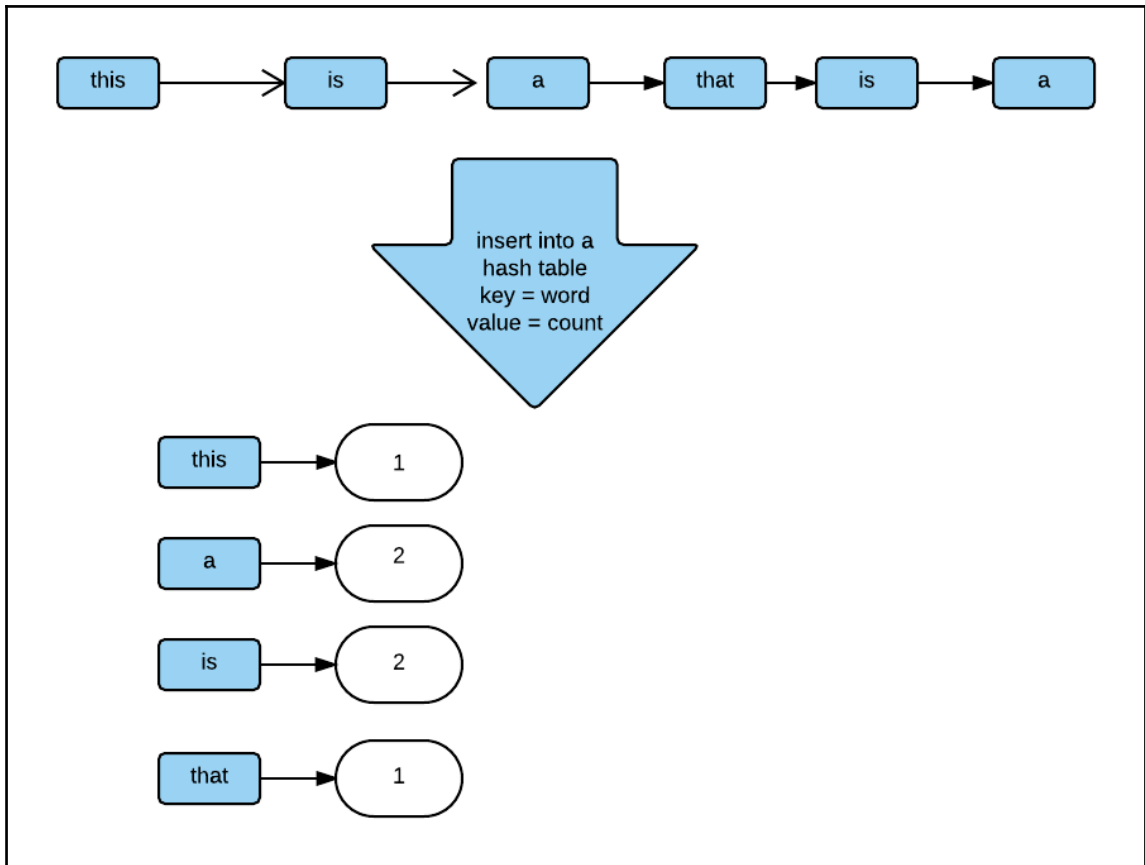 this
is
a
that
is
a
insert into a
hash table
key = word
value = count
this
1
a
2
is
2
that
1